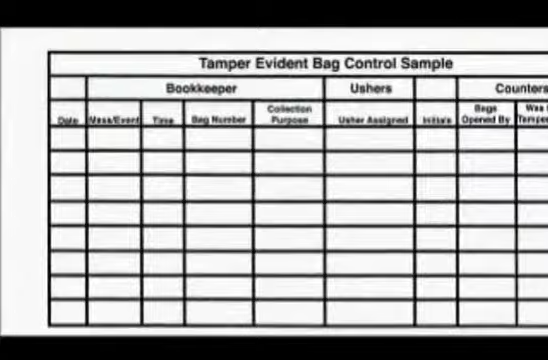 Tamper Evident Bag Control Sample
Bookkeeper Ushers Counters
Date Mass/Event Time Bag Number Collection Purpose Usher Assigned Initials Bags Opened By Was